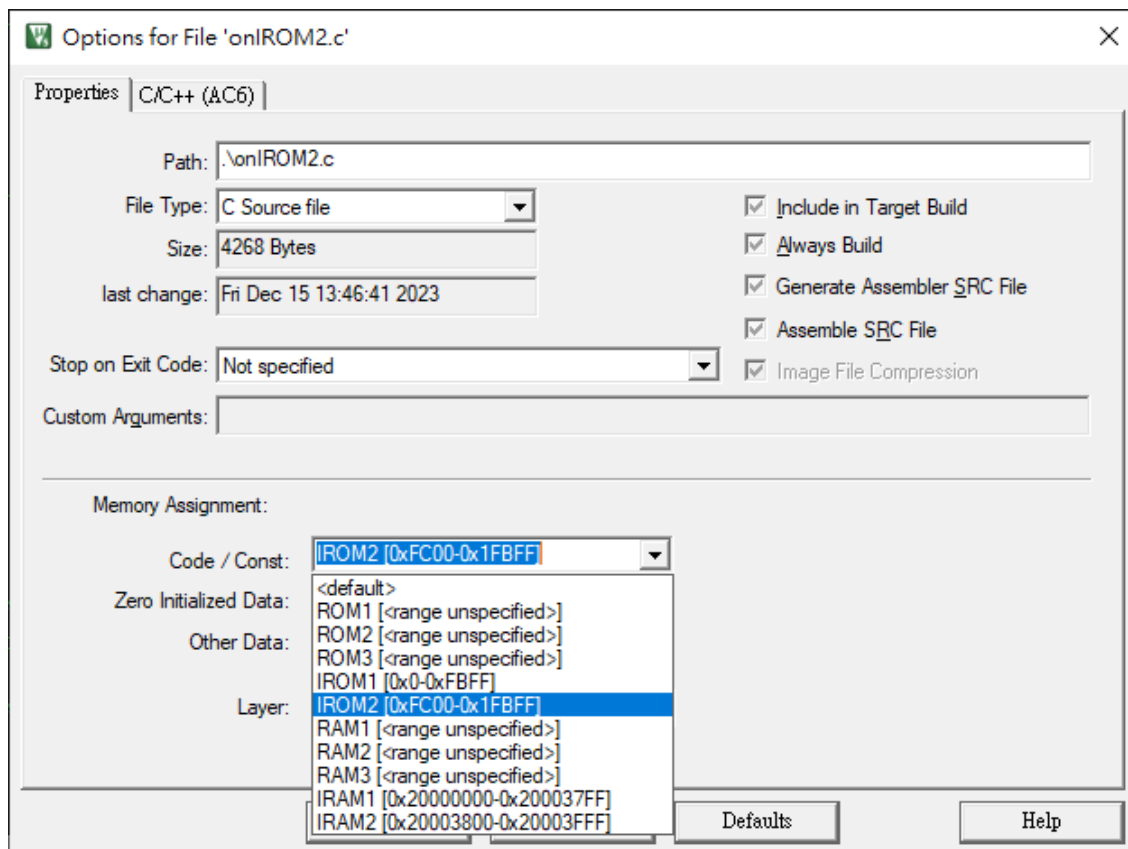 Options for File 'onIROM2.c'
Properties
C/C++ (AC6)
Path:
.\onIROM2.c
File Type:
C Source file
Include in Target Build
Size:
4268 Bytes
Always Build
last change:
Fri Dec 15 13:46:41 2023
Generate Assembler SRC File
Assemble SRC File
Stop on Exit Code:
Not specified
Image File Compression
Custom Arguments:
Memory Assignment:
Code / Const:
IROM2 [0xFC00-0x1FBFF]
Zero Initialized Data:
Other Data:
Layer:
<default>
ROM1 [<range unspecified>]
ROM2 [<range unspecified>]
ROM3 [<range unspecified>]
IROM1 [0x0-0xFBFF]
IROM2 [0xFC00-0x1FBFF]
RAM1 [<range unspecified>]
RAM2 [<range unspecified>]
RAM3 [<range unspecified>]
IRAM1 [0x20000000-0x200037FF]
IRAM2 [0x20003800-0x20003FFF]
Defaults
Help